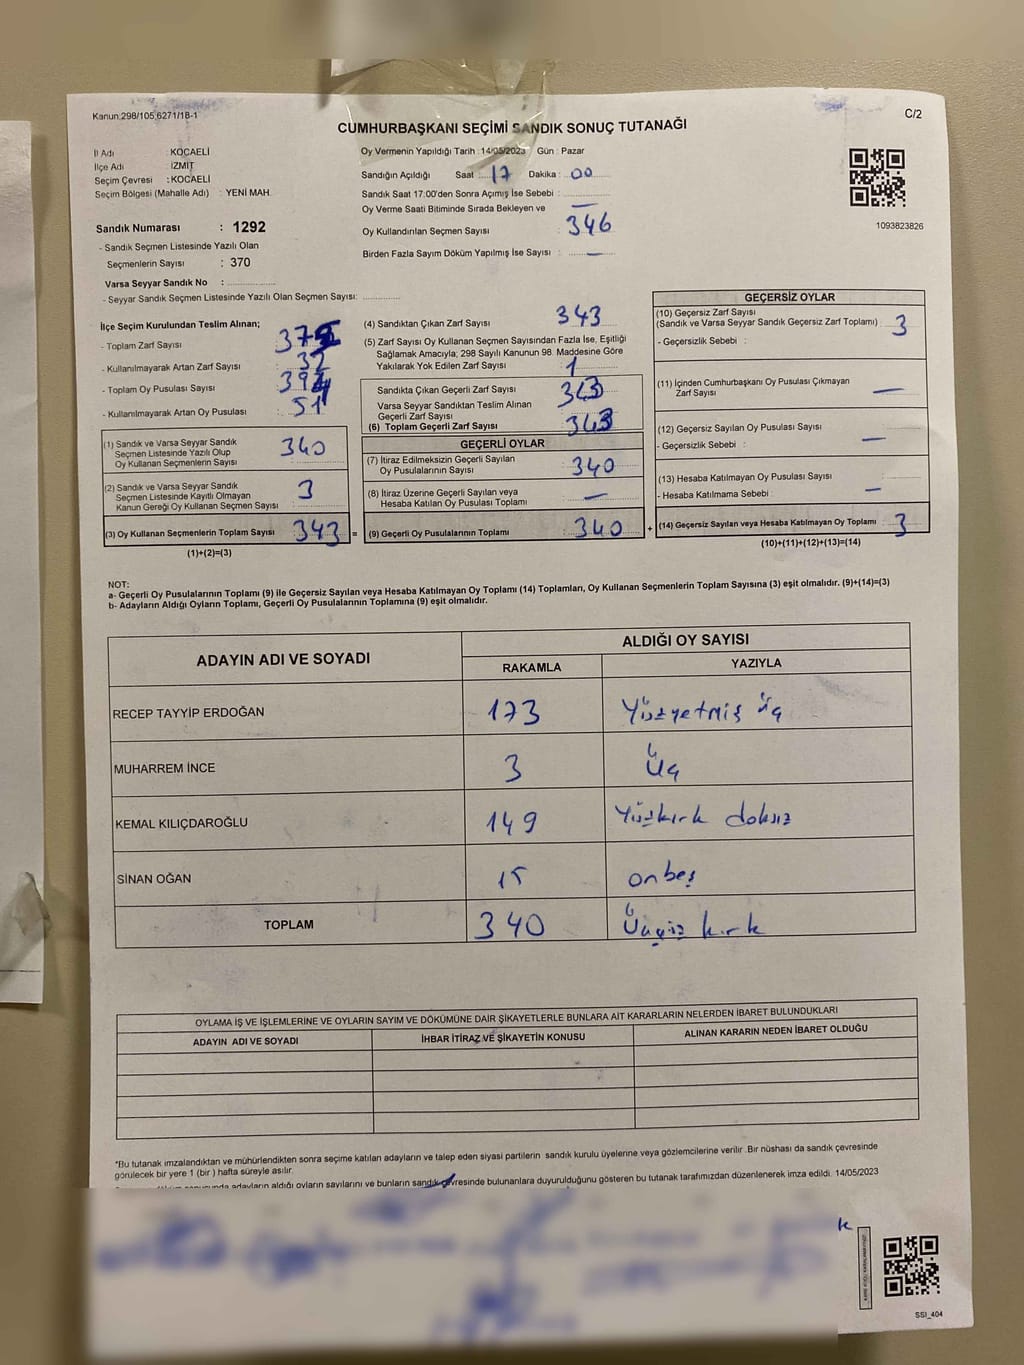 Kanun 298/105,6271/1B-1
C/2
CUMHURBAŞKANI SEÇİMİ SANDIK SONUÇ TUTANAĞI
İl Adı : KOCAELİ
İlçe Adı : İZMİT
Seçim Çevresi : KOCAELİ
Seçim Bölgesi (Mahalle Adı) : YENİ MAH.
Sandık Numarası : 1292
- Sandık Seçmen Listesinde Yazılı Olan
Seçmenlerin Sayısı : 370
Varsa Seyyar Sandık No :
- Seyyar Sandık Seçmen Listesinde Yazılı Olan Seçmen Sayısı:
Oy Vermenin Yapıldığı Tarih : 14/05/2023 Gün : Pazar
Sandığın Açıldığı Saat : 17 Dakika : 00
Sandık Saat 17:00'den Sonra Açımış İse Sebebi :
Oy Verme Saati Bitiminde Sırada Bekleyen ve —
Oy Kullandırılan Seçmen Sayısı 346
Birden Fazla Sayım Döküm Yapılmış İse Sayısı : —
1093823826
İlçe Seçim Kurulundan Teslim Alınan;
- Toplam Zarf Sayısı
- Kullanılmayarak Artan Zarf Sayısı : 32
- Toplam Oy Pusulası Sayısı
- Kullanılmayarak Artan Oy Pusulası : 51
(1) Sandık ve Varsa Seyyar Sandık
Seçmen Listesinde Yazılı Olup
Oy Kullanan Seçmenlerin Sayısı 340
(2) Sandık ve Varsa Seyyar Sandık
Seçmen Listesinde Kayıtlı Olmayan
Kanun Gereği Oy Kullanan Seçmen Sayısı 3
(3) Oy Kullanan Seçmenlerin Toplam Sayısı 343 =
(1)+(2)=(3)
(4) Sandıktan Çıkan Zarf Sayısı 343
(5) Zarf Sayısı Oy Kullanan Seçmen Sayısından Fazla İse, Eşitliği
Sağlamak Amacıyla; 298 Sayılı Kanunun 98. Maddesine Göre
Yakılarak Yok Edilen Zarf Sayısı : 1
Sandıkta Çıkan Geçerli Zarf Sayısı : 343
Varsa Seyyar Sandıktan Teslim Alınan
Geçerli Zarf Sayısı
(6) Toplam Geçerli Zarf Sayısı : 343
GEÇERLİ OYLAR
(7) İtiraz Edilmeksizin Geçerli Sayılan
Oy Pusulalarının Sayısı : 340
(8) İtiraz Üzerine Geçerli Sayılan veya
Hesaba Katılan Oy Pusulası Toplamı : —
(9) Geçerli Oy Pusulalarının Toplamı : 340 +
GEÇERSİZ OYLAR
(10) Geçersiz Zarf Sayısı
(Sandık ve Varsa Seyyar Sandık Geçersiz Zarf Toplamı) : 3
- Geçersizlik Sebebi :
(11) İçinden Cumhurbaşkanı Oy Pusulası Çıkmayan
Zarf Sayısı —
(12) Geçersiz Sayılan Oy Pusulası Sayısı :
- Geçersizlik Sebebi : —
(13) Hesaba Katılmayan Oy Pusulası Sayısı :
- Hesaba Katılmama Sebebi : —
(14) Geçersiz Sayılan veya Hesaba Katılmayan Oy Toplamı : 3
(10)+(11)+(12)+(13)=(14)
NOT:
a- Geçerli Oy Pusulalarının Toplamı (9) ile Geçersiz Sayılan veya Hesaba Katılmayan Oy Toplamı (14) Toplamları, Oy Kullanan Seçmenlerin Toplam Sayısına (3) eşit olmalıdır. (9)+(14)=(3)
b- Adayların Aldığı Oyların Toplamı, Geçerli Oy Pusulalarının Toplamına (9) eşit olmalıdır.
ADAYIN ADI VE SOYADI ALDIĞI OY SAYISI
RAKAMLA YAZIYLA
RECEP TAYYİP ERDOĞAN 173 Yüzyetmiş üç
MUHARREM İNCE 3 Üç
KEMAL KILIÇDAROĞLU 149 Yüzkırk dokuz
SİNAN OĞAN 15 onbeş
TOPLAM 340 Üçyüz kırk
OYLAMA İŞ VE İŞLEMLERİNE VE OYLARIN SAYIM VE DÖKÜMÜNE DAİR ŞİKAYETLERLE BUNLARA AİT KARARLARIN NELERDEN İBARET BULUNDUKLARI
ADAYIN ADI VE SOYADI İHBAR İTİRAZ VE ŞİKAYETİN KONUSU ALINAN KARARIN NEDEN İBARET OLDUĞU
*Bu tutanak imzalandıktan ve mühürlendikten sonra seçime katılan adayların ve talep eden siyasi partilerin sandık kurulu üyelerine veya gözlemcilerine verilir .Bir nüshası da sandık çevresinde
görülecek bir yere 1 (bir ) hafta süreyle asılır.
adayların aldığı oyların sayılarını ve bunların sandık çevresinde bulunanlara duyurulduğunu gösteren bu tutanak tarafımızdan düzenlenerek imza edildi. 14/05/2023
k
SSI_404